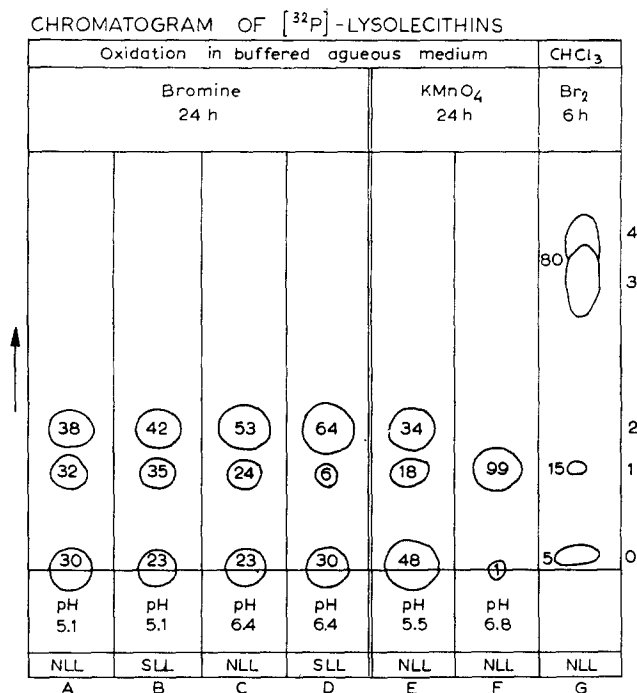 CHROMATOGRAM OF [³²P]-LYSOLECITHINS
Oxidation in buffered agueous medium CHCl₃
Bromine KMnO₄ Br₂
24 h 24 h 6 h
4
80
3
38 42 53 64 34 2
32 35 24 6 18 99 15 1
30 23 23 30 48 1 5 0
pH pH pH pH pH pH
5.1 5.1 6.4 6.4 5.5 6.8
NLL SLL NLL SLL NLL NLL NLL
A B C D E F G